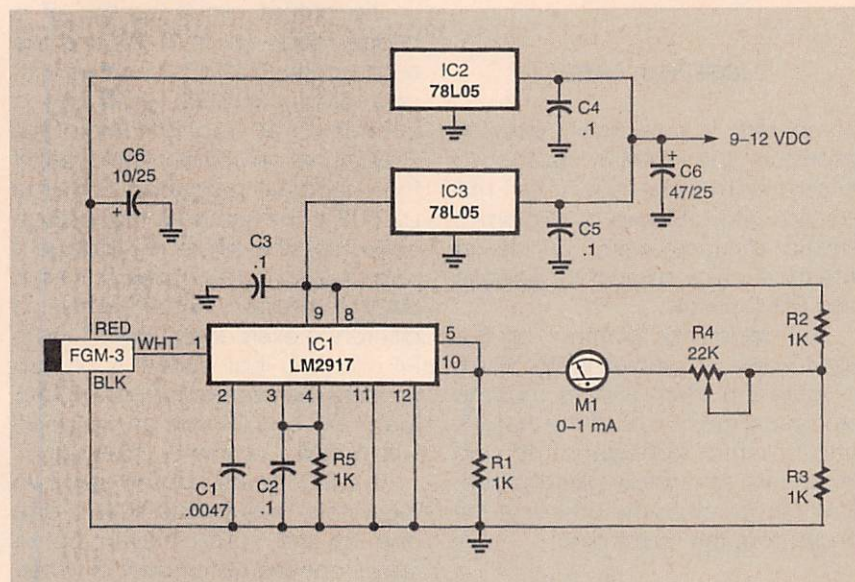 IC2
78L05
C4
.1
9–12 VDC
C6
10/25
+
+
C6
47/25
IC3
78L05
C5
.1
C3
.1
9
8
RED
FGM-3
WHT
1
BLK
IC1
LM2917
5
10
2
3
4
11
12
R2
1K
R4
22K
M1
0–1 mA
C1
.0047
C2
.1
R5
1K
R1
1K
R3
1K